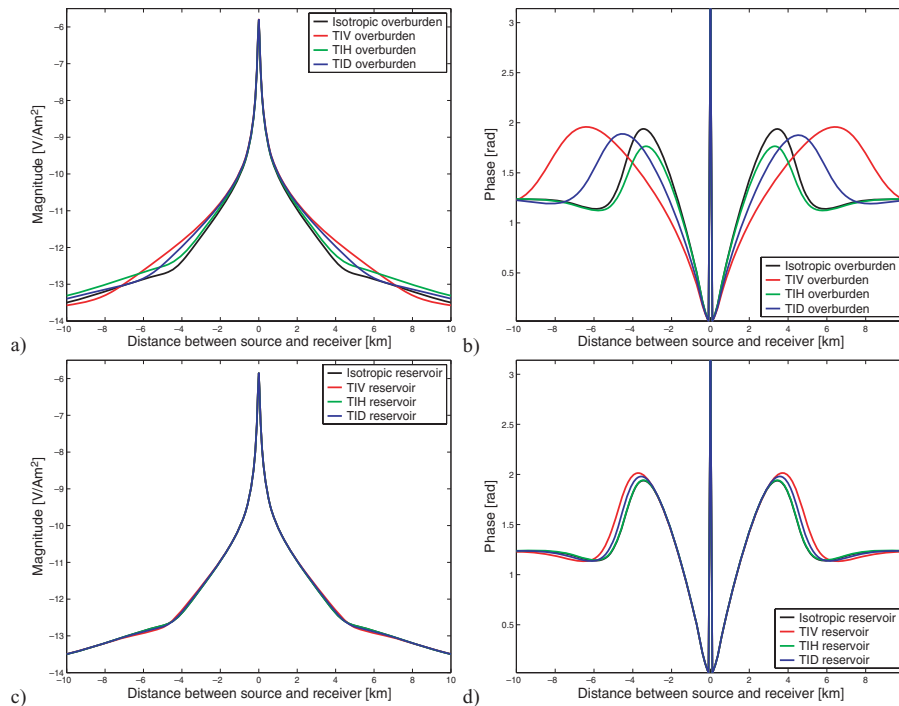 −6
−7
−8
−9
−10
−11
−12
−13
−14
−10 −8 −6 −4 −2 0 2 4 6 8 10
Magnitude [V/Am2]
Distance between source and receiver [km]
Isotropic overburden
TIV overburden
TIH overburden
TID overburden
a)
3
2.5
2
1.5
1
0.5
−10 −8 −6 −4 −2 0 2 4 6 8
Phase [rad]
Distance between source and receiver [km]
Isotropic overburden
TIV overburden
TIH overburden
TID overburden
b)
−6
−7
−8
−9
−10
−11
−12
−13
−14
−10 −8 −6 −4 −2 0 2 4 6 8 10
Magnitude [V/Am2]
Distance between source and receiver [km]
Isotropic reservoir
TIV reservoir
TIH reservoir
TID reservoir
c)
3
2.5
2
1.5
1
0.5
−10 −8 −6 −4 −2 0 2 4 6 8
Phase [rad]
Distance between source and receiver [km]
Isotropic reservoir
TIV reservoir
TIH reservoir
TID reservoir
d)